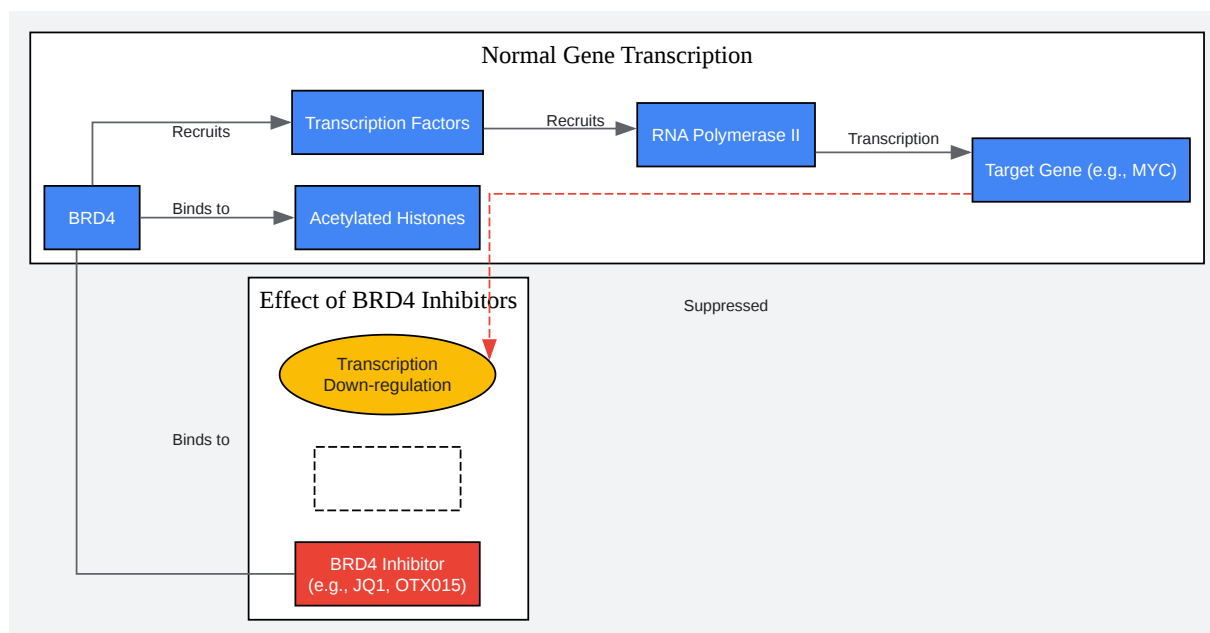 Normal Gene Transcription
Transcription Factors
Recruits
Recruits
RNA Polymerase II
Transcription
Target Gene (e.g., MYC)
BRD4
Binds to
Acetylated Histones
Effect of BRD4 Inhibitors
Suppressed
Transcription
Down-regulation
Binds to
BRD4 Inhibitor
(e.g., JQ1, OTX015)